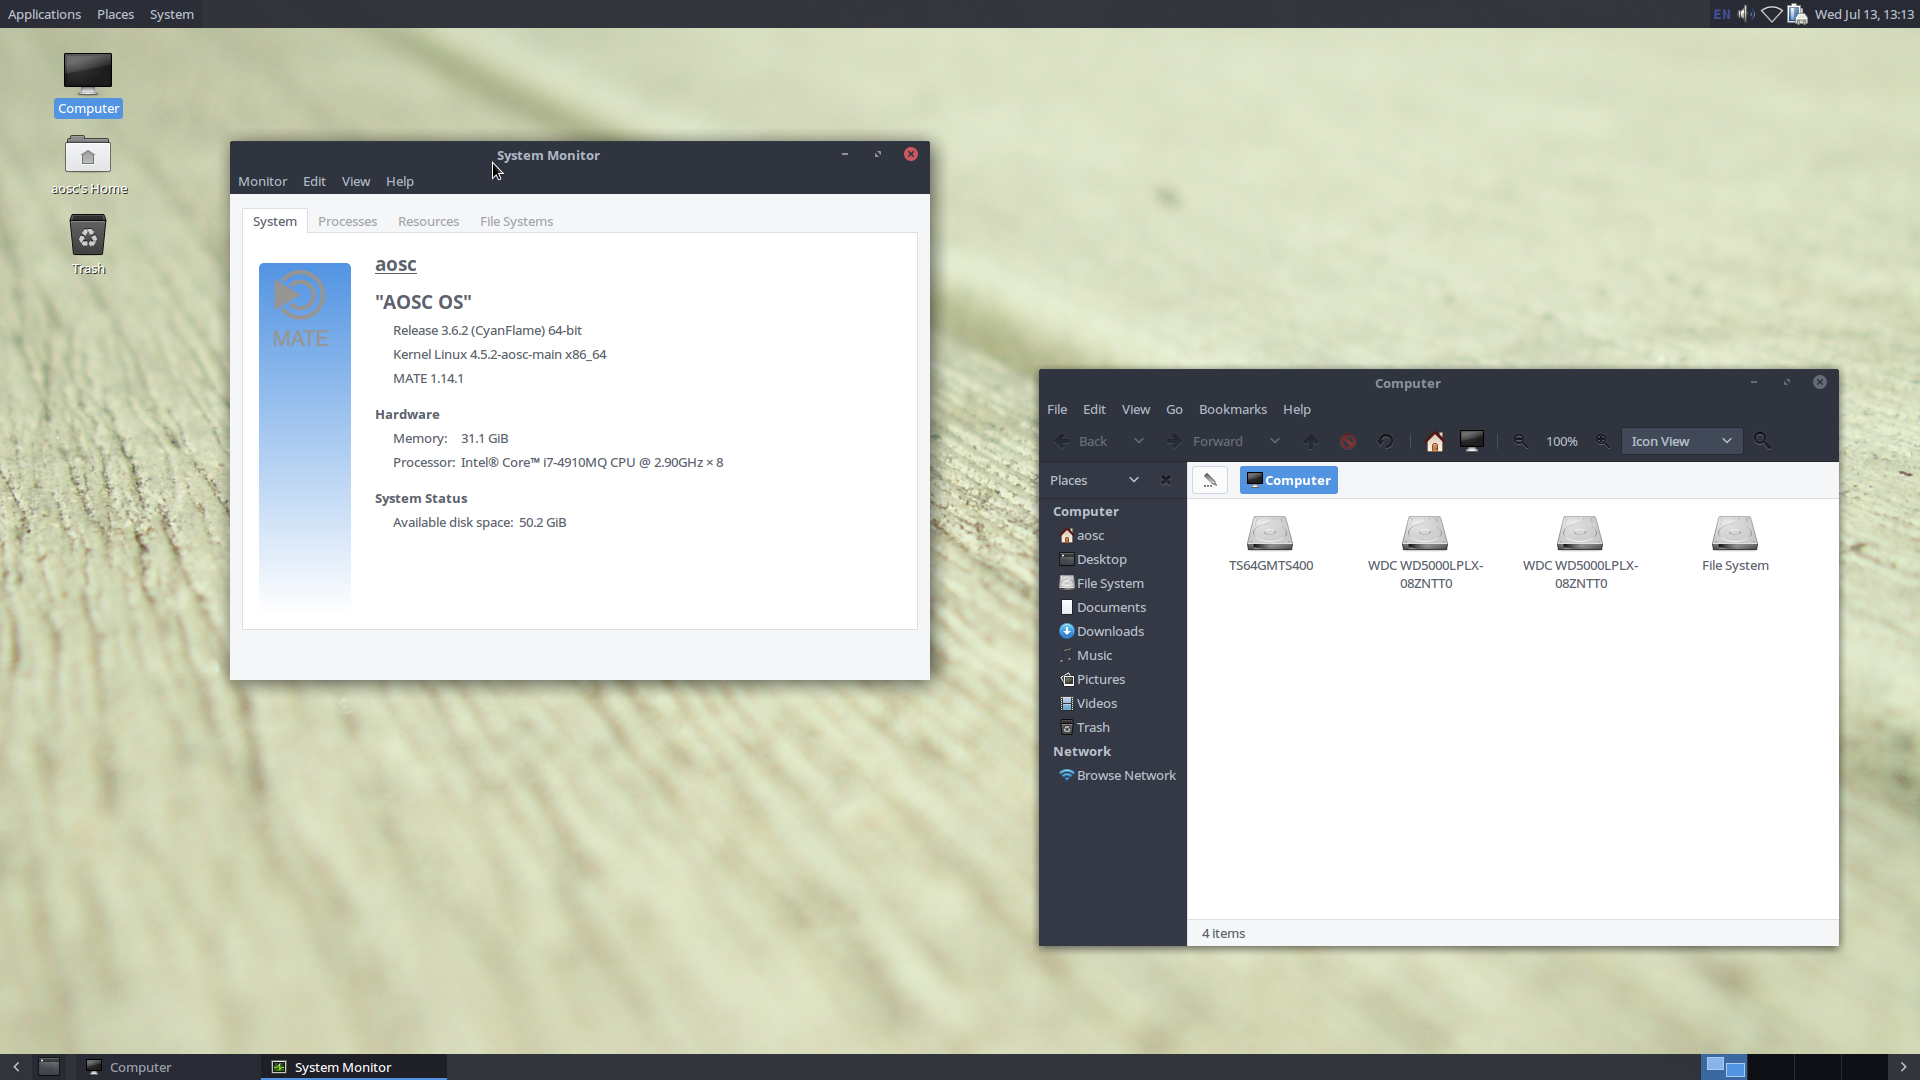 Applications Places System
EN Wed Jul 13, 13:13
Computer
aosc's Home
Trash
System Monitor
Monitor Edit View Help
System Processes Resources File Systems
MATE
aosc
"AOSC OS"
Release 3.6.2 (CyanFlame) 64-bit
Kernel Linux 4.5.2-aosc-main x86_64
MATE 1.14.1
Hardware
Memory: 31.1 GiB
Processor: Intel® Core™ i7-4910MQ CPU @ 2.90GHz × 8
System Status
Available disk space: 50.2 GiB
Computer
File Edit View Go Bookmarks Help
Back Forward 100% Icon View
Places
Computer
Computer
aosc
Desktop
File System
Documents
Downloads
Music
Pictures
Videos
Trash
Network
Browse Network
TS64GMTS400
WDC WD5000LPLX-
08ZNTT0
WDC WD5000LPLX-
08ZNTT0
File System
4 items
Computer
System Monitor